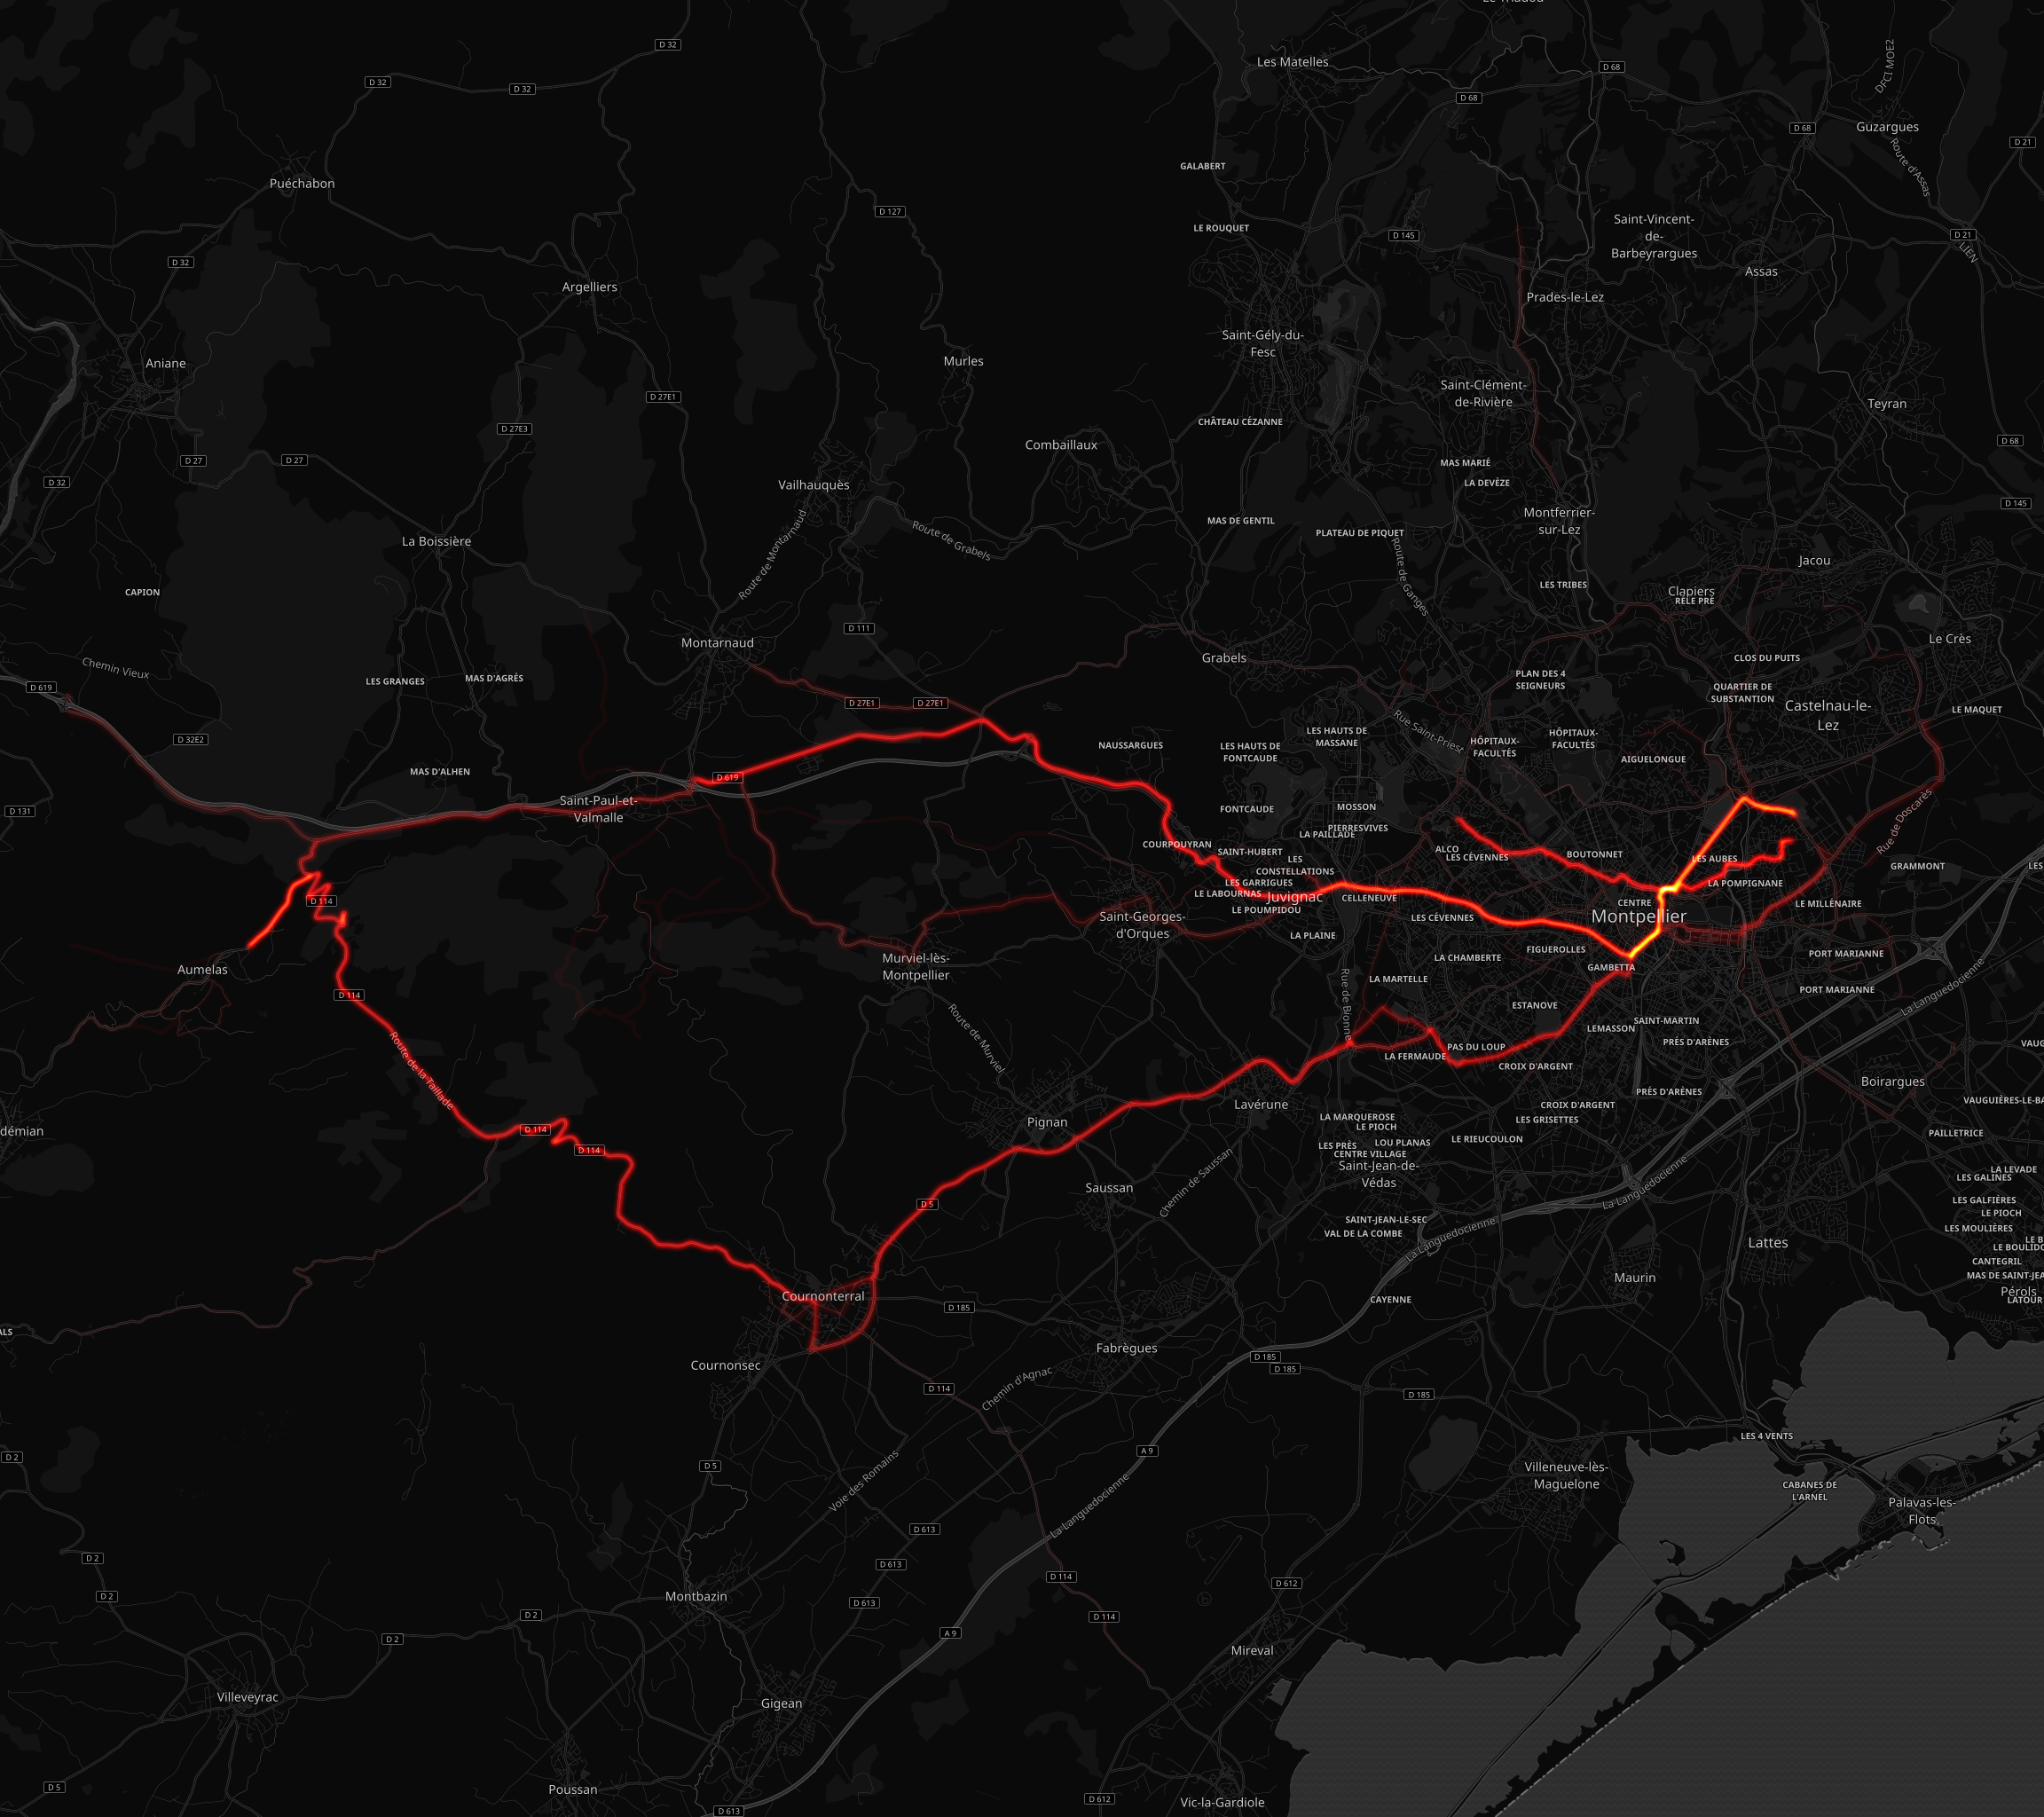 Le Triadou
D 32
Les Matelles
D 68
DFCI MOE2
D 32
D 32
D 68
Guzargues
D 68
D 21
GALABERT
Route d'Assas
Puéchabon
D 127
LE ROUQUET
D 145
Saint-Vincent-
de-
Barbeyrargues
D 21
LIEN
D 32
Assas
Argelliers
Prades-le-Lez
Saint-Gély-du-
Fesc
Aniane
Murles
Saint-Clément-
de-Rivière
D 27E1
Teyran
CHÂTEAU CÉZANNE
D 27E3
Combaillaux
D 68
D 27
D 27
MAS MARIÉ
D 32
Vailhauquès
LA DEVÈZE
D 145
Montferrier-
sur-Lez
MAS DE GENTIL
Route de Grabels
PLATEAU DE PIQUET
La Boissière
Route de Montarnaud
Route de Ganges
Jacou
LES TRIBES
CAPION
Clapiers
RELE PRÉ
D 111
Montarnaud
Le Crès
Grabels
CLOS DU PUITS
Chemin Vieux
LES GRANGES
MAS D'AGRÈS
PLAN DES 4
SEIGNEURS
D 619
QUARTIER DE
SUBSTANTION
D 27E1
D 27E1
Castelnau-le-
Lez
LE MAQUET
Rue Saint-Priest
D 32E2
NAUSSARGUES
LES HAUTS DE
FONTCAUDE
LES HAUTS DE
MASSANE
HÔPITAUX-
FACULTÉS
HÔPITAUX-
FACULTÉS
AIGUELONGUE
MAS D'ALHEN
D 619
Saint-Paul-et-
Valmalle
D 131
FONTCAUDE
MOSSON
Rue de Doscarès
PIERRESVIVES
LA PAILLADE
COURPOUYRAN
SAINT-HUBERT
ALCO
LES CÉVENNES
BOUTONNET
LES AUBES
GRAMMONT
LES
LES
CONSTELLATIONS
LES GARRIGUES
LA POMPIGNANE
LE LABOURNAS
Juvignac
CELLENEUVE
D 114
CENTRE
LE MILLÉNAIRE
LE POUMPIDOU
Saint-Georges-
d'Orques
LES CÉVENNES
Montpellier
LA PLAINE
FIGUEROLLES
PORT MARIANNE
Murviel-lès-
Montpellier
LA CHAMBERTE
GAMBETTA
Aumelas
LA MARTELLE
PORT MARIANNE
La Languedocienne
D 114
Rue de Bionne
ESTANOVE
SAINT-MARTIN
LEMASSON
Route de Murviel
Route de la Taillade
PRÉS D'ARÈNES
VAUG
PAS DU LOUP
LA FERMAUDE
CROIX D'ARGENT
Boirargues
PRÉS D'ARÈNES
VAUGUIÈRES-LE-BA
Lavérune
CROIX D'ARGENT
LA MARQUEROSE
LES GRISETTES
Pignan
LE PIOCH
démian
D 114
PAILLETRICE
LE RIEUCOULON
LOU PLANAS
LES PRÉS
D 114
CENTRE VILLAGE
Saint-Jean-de-
Védas
LA LEVADE
LES GALINES
Chemin de Saussan
Saussan
La Languedocienne
LES GALFIÈRES
D 5
LE PIOCH
SAINT-JEAN-LE-SEC
LES MOULIÈRES
VAL DE LA COMBE
La Languedocienne
Lattes
LE B
LE BOULIDO
CANTEGRIL
Maurin
MAS DE SAINT-JEA
Pérols
Cournonterral
CAYENNE
LATOUR
D 185
ALS
Fabrègues
D 185
Cournonsec
D 185
Chemin d'Agnac
D 114
D 185
LES 4 VENTS
A 9
D 2
D 5
Villeneuve-lès-
Maguelone
CABANES DE
L'ARNEL
Voie des Romains
La Languedocienne
Palavas-les-
Flots
D 613
D 2
D 613
D 114
D 612
D 2
Montbazin
D 613
D 2
D 114
A 9
D 2
Mireval
Villeveyrac
Gigean
D 5
Poussan
D 612
Vic-la-Gardiole
D 613